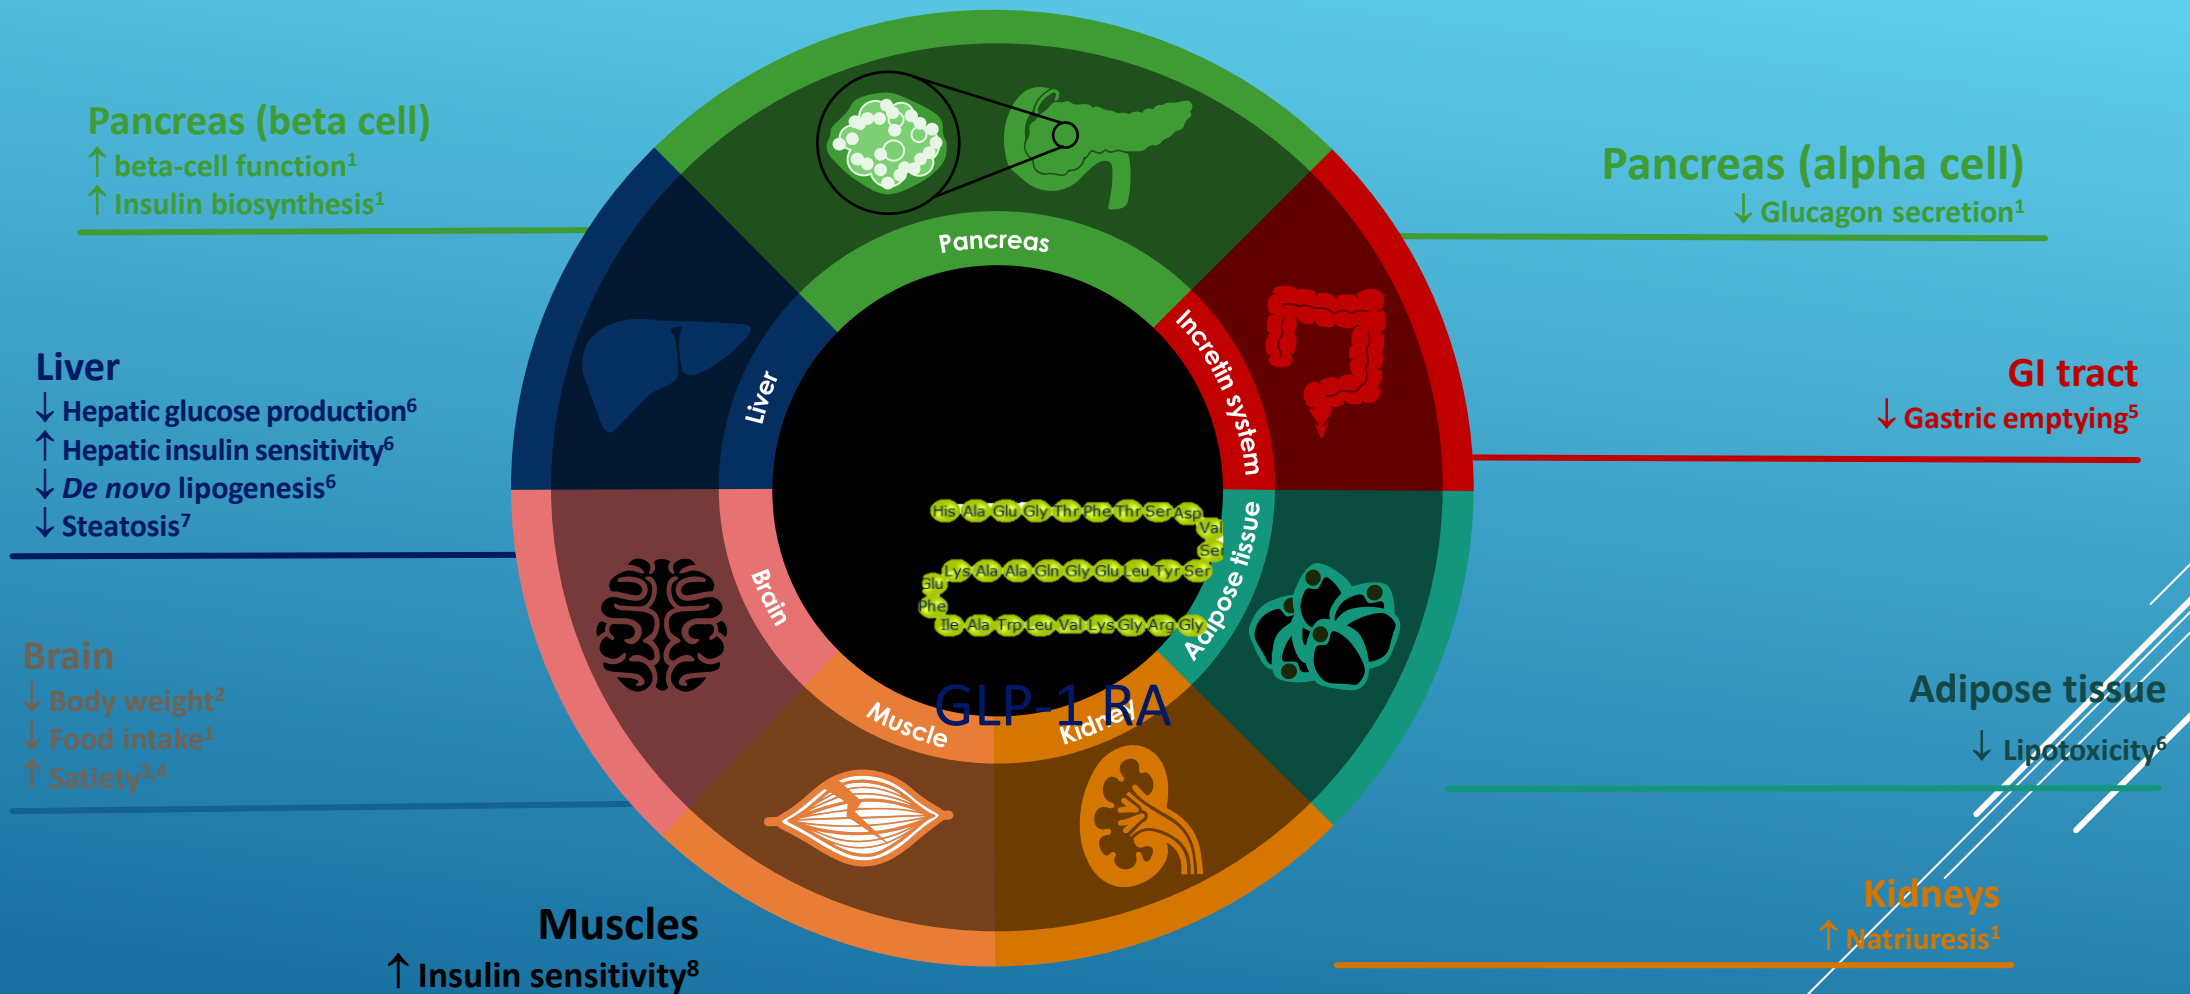 Pancreas (beta cell)
↑ beta-cell function¹
↑ Insulin biosynthesis¹
Pancreas (alpha cell)
↓ Glucagon secretion¹
Liver
↓ Hepatic glucose production⁶
↑ Hepatic insulin sensitivity⁶
↓ De novo lipogenesis⁶
↓ Steatosis⁷
GI tract
↓ Gastric emptying⁵
Brain
↓ Body weight²
↓ Food intake¹
↑ Satiety³,⁴
Adipose tissue
↓ Lipotoxicity⁶
Muscles
↑ Insulin sensitivity⁸
Kidneys
↑ Natriuresis¹
Pancreas
Incretin system
Adipose tissue
Kidney
Muscle
Brain
Liver
His Ala Glu Gly Thr Phe Thr Ser Asp
Val
Ser
Lys Ala Ala Gln Gly Glu Leu Tyr Ser
Glu
Phe
Ile Ala Trp Leu Val Lys Gly Arg Gly
GLP-1 RA